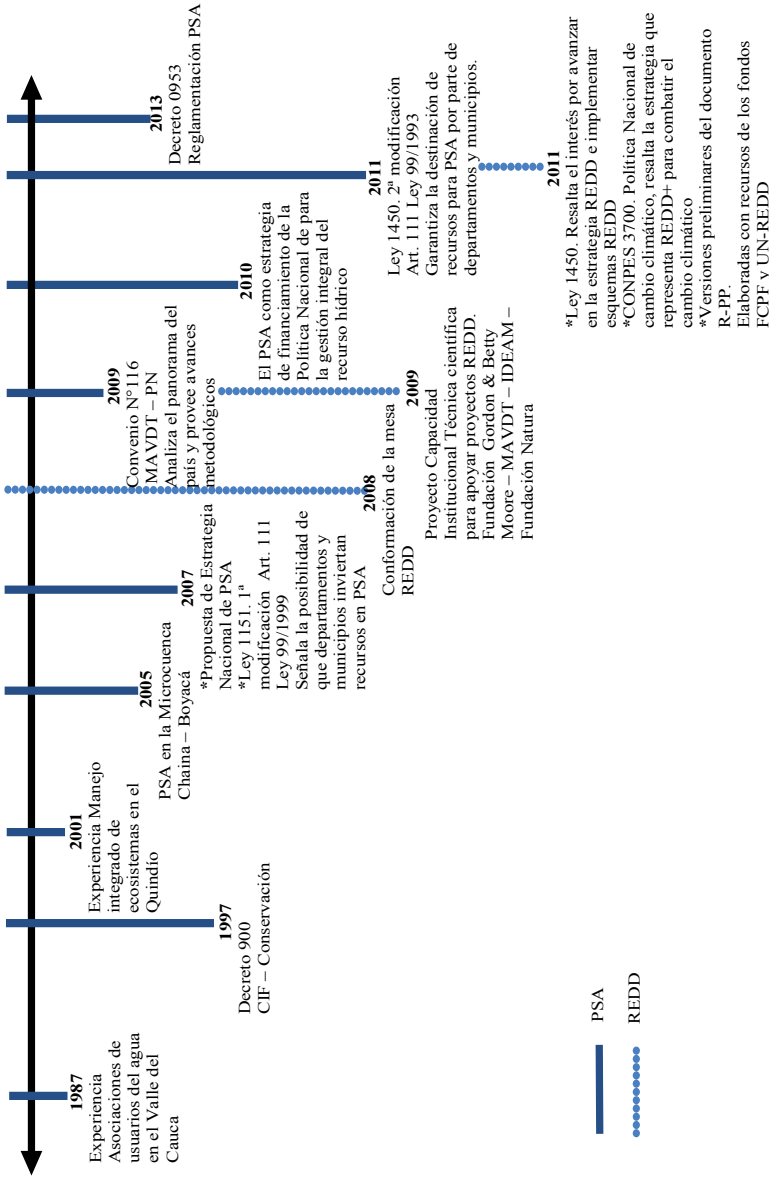 1987
Experiencia
Asociaciones de
usuarios del agua
en el Valle del
Cauca
1997
Decreto 900
CIF – Conservación
2001
Experiencia Manejo
integrado de
ecosistemas en el
Quindío
2005
PSA en la Microcuenca
Chaina – Boyacá
2007
*Propuesta de Estrategia
Nacional de PSA
*Ley 1151. 1ª
modificación Art. 111
Ley 99/1999
Señala la posibilidad de
que departamentos y
municipios inviertan
recursos en PSA
2008
Conformación de la mesa
REDD
2009
Convenio N°116
MAVDT – PN
Analiza el panorama del
país y provee avances
metodológicos
2009
Proyecto Capacidad
Institucional Técnica científica
para apoyar proyectos REDD.
Fundación Gordon & Betty
Moore – MAVDT – IDEAM –
Fundación Natura
2010
El PSA como estrategia
de financiamiento de la
Política Nacional de para
la gestión integral del
recurso hídrico
2011
Ley 1450. 2ª modificación
Art. 111 Ley 99/1993
Garantiza la destinación de
recursos para PSA por parte de
departamentos y municipios.
2011
*Ley 1450. Resalta el interés por avanzar
en la estrategia REDD e implementar
esquemas REDD
*CONPES 3700. Política Nacional de
cambio climático, resalta la estrategia que
representa REDD+ para combatir el
cambio climático
*Versiones preliminares del documento
R-PP.
Elaboradas con recursos de los fondos
FCPF y UN-REDD
2013
Decreto 0953
Reglamentación PSA
PSA
REDD